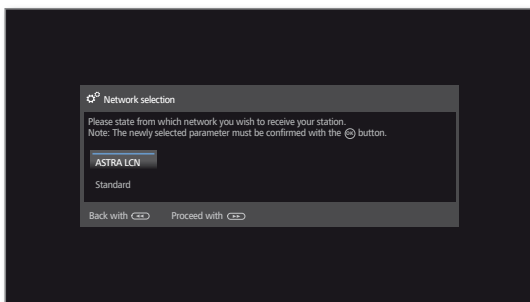 Network selection
Please state from which network you wish to receive your station.
Note: The newly selected parameter must be confirmed with the OK button.
ASTRA LCN
Standard
Back with Proceed with